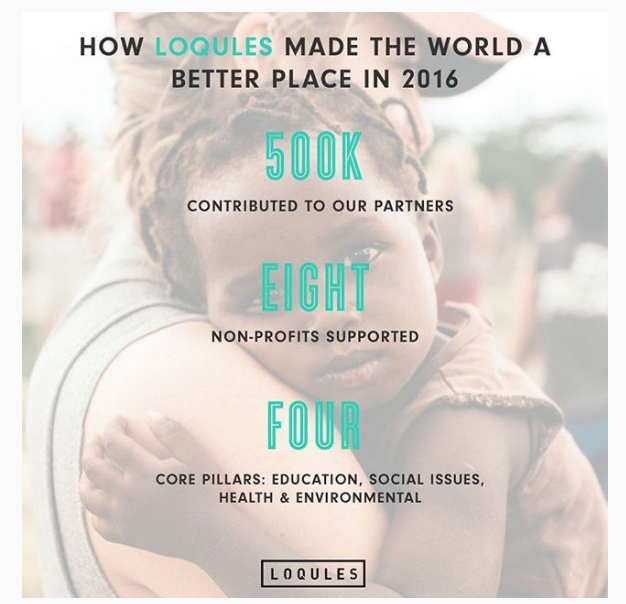 HOW LOQULES MADE THE WORLD A
BETTER PLACE IN 2016
500K
CONTRIBUTED TO OUR PARTNERS
EIGHT
NON-PROFITS SUPPORTED
FOUR
CORE PILLARS: EDUCATION, SOCIAL ISSUES,
HEALTH & ENVIRONMENTAL
LOQULES